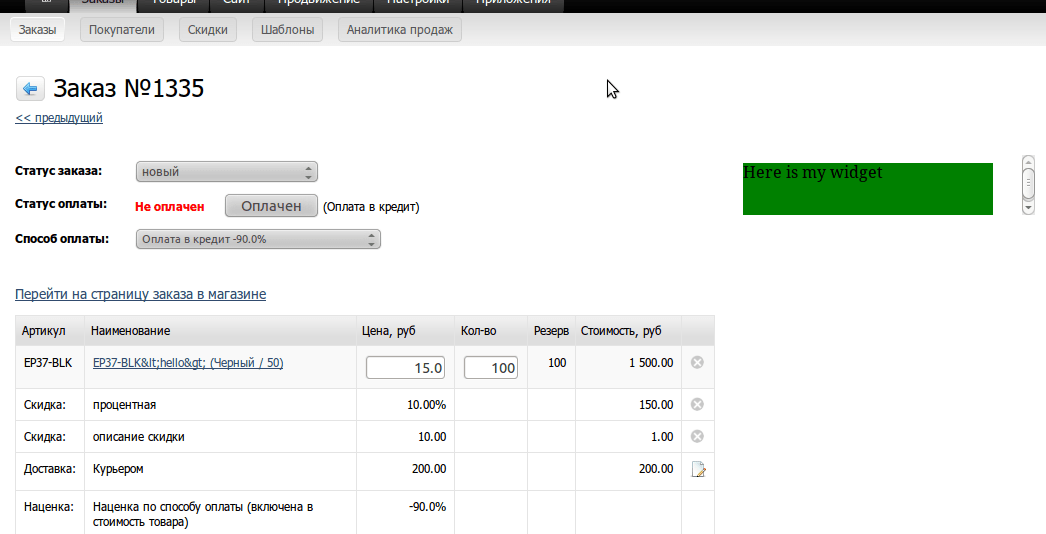 Заказы Товары Сайт Продвижение Настройки Приложения
Заказы Покупатели Скидки Шаблоны Аналитика продаж
Заказ №1335
<< предыдущий
Статус заказа: новый
Here is my widget
Статус оплаты: Не оплачен Оплачен (Оплата в кредит)
Способ оплаты: Оплата в кредит -90.0%
Перейти на страницу заказа в магазине
Артикул Наименование Цена, руб Кол-во Резерв Стоимость, руб
EP37-BLK EP37-BLK&lt;hello&gt; (Черный / 50) 15.0 100 100 1 500.00
Скидка: процентная 10.00% 150.00
Скидка: описание скидки 10.00 1.00
Доставка: Курьером 200.00 200.00
Наценка: Наценка по способу оплаты (включена в -90.0%
стоимость товара)